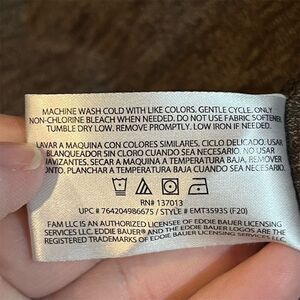 MACHINE WASH COLD WITH LIKE COLORS. GENTLE CYCLE. ONLY
NON-CHLORINE BLEACH WHEN NEEDED. DO NOT USE FABRIC SOFTENER.
TUMBLE DRY LOW. REMOVE PROMPTLY. LOW IRON IF NEEDED.
LAVAR A MAQUINA CON COLORES SIMILARES. CICLO DELICADO. USAR
BLANQUEADOR SIN CLORO CUANDO SEA NECESARIO. NO USAR
SUAVIZANTES. SECAR A MAQUINA A TEMPERATURA BAJA. REMOVER
PRONTO. PLANCHAR A TEMPERATURA BAJA CUANDO SEA NECESARIO.
RN# 137013
UPC# 764204986675 / STYLE# EMT35935 (F20)
FAM LLC IS AN AUTHORIZED LICENSEE OF EDDIE BAUER LICENSING
SERVICES LLC. EDDIE BAUER® AND THE EDDIE BAUER LOGOS ARE THE
REGISTERED TRADEMARKS OF EDDIE BAUER LICENSING SERVICES LLC.